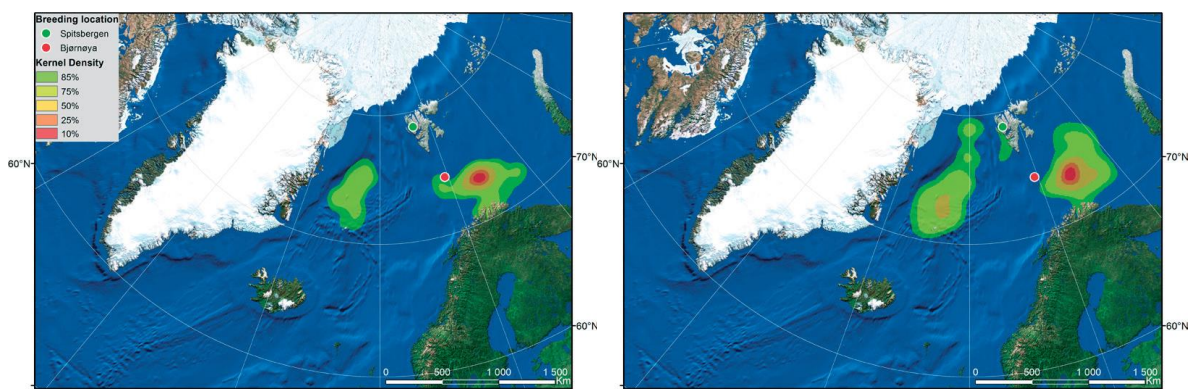 Breeding location
Spitsbergen
Bjørnøya
Kernel Density
85%
75%
50%
25%
10%
60°N
70°N
60°N
0 500 1 000 1 500
Km
60°N
70°N
60°N
0 500 1 000 1 500
Km